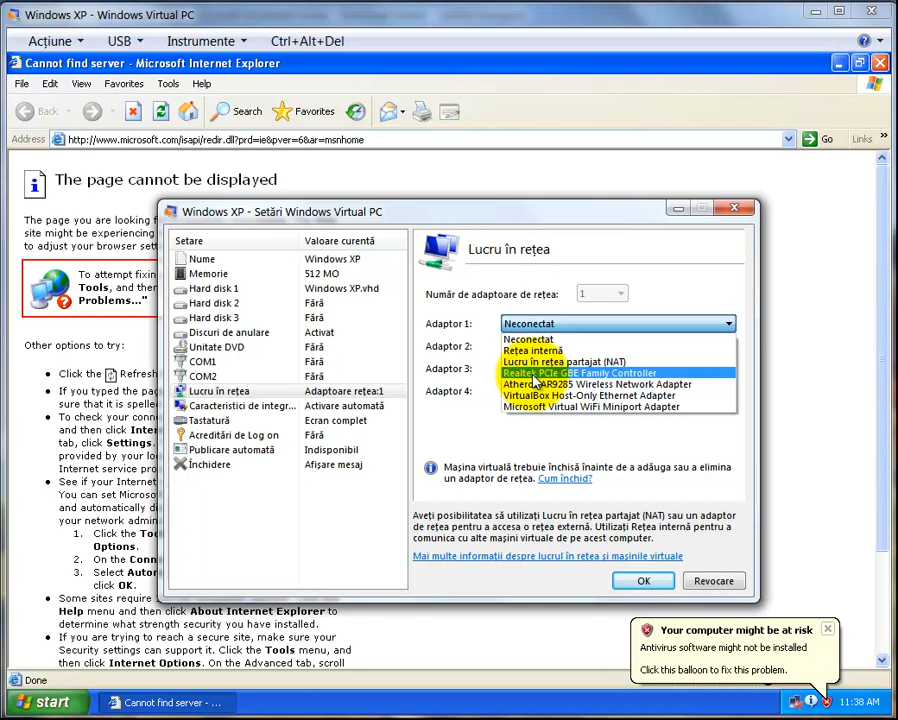 Windows XP - Windows Virtual PC
Acțiune USB Instrumente Ctrl+Alt+Del
Cannot find server - Microsoft Internet Explorer
File Edit View Favorites Tools Help
Back Search Favorites
Address http://www.microsoft.com/isapi/redir.dll?prd=ie&pver=6&ar=msnhome Go Links »
The page cannot be displayed
The page you are looking f
site might be experiencing
to adjust your browser sett
To attempt fixin
Tools, and then
Problems..."
Other options to try:
Click the Refresh
If you typed the page
sure that it is spelled
To check your connec
then click Intern
tab, click Settings.
provided by your loc
Internet service pro
See if your Internet
You can set Microsof
and automatically dis
your network admin
1. Click the Too
Options.
2. On the Conn
3. Select Auto
click OK.
Some sites require
Help menu and then click About Internet Explorer to
determine what strength security you have installed.
If you are trying to reach a secure site, make sure your
Security settings can support it. Click the Tools menu, and
then click Internet Options. On the Advanced tab, scroll
Windows XP - Setări Windows Virtual PC
Setare Valoare curentă
Nume Windows XP
Memorie 512 MO
Hard disk 1 Windows XP.vhd
Hard disk 2 Fără
Hard disk 3 Fără
Discuri de anulare Activat
Unitate DVD Fără
COM1 Fără
COM2 Fără
Lucru în rețea Adaptoare rețea:1
Caracteristici de integr... Activare automată
Tastatură Ecran complet
Acreditări de Log on Fără
Publicare automată Indisponibil
Închidere Afișare mesaj
Lucru în rețea
Număr de adaptoare de rețea: 1
Adaptor 1: Neconectat
Adaptor 2:
Adaptor 3:
Adaptor 4:
Neconectat
Rețea internă
Lucru în rețea partajat (NAT)
Realtek PCIe GBE Family Controller
Atheros AR9285 Wireless Network Adapter
VirtualBox Host-Only Ethernet Adapter
Microsoft Virtual WiFi Miniport Adapter
Mașina virtuală trebuie închisă înainte de a adăuga sau a elimina
un adaptor de rețea. Cum închid?
Aveți posibilitatea să utilizați Lucru în rețea partajat (NAT) sau un adaptor
de rețea pentru a accesa o rețea externă. Utilizați Rețea internă pentru a
comunica cu alte mașini virtuale de pe acest computer.
Mai multe informații despre lucrul în rețea și mașinile virtuale
OK Revocare
Your computer might be at risk
Antivirus software might not be installed
Click this balloon to fix this problem.
Done
start Cannot find server - ... 11:38 AM